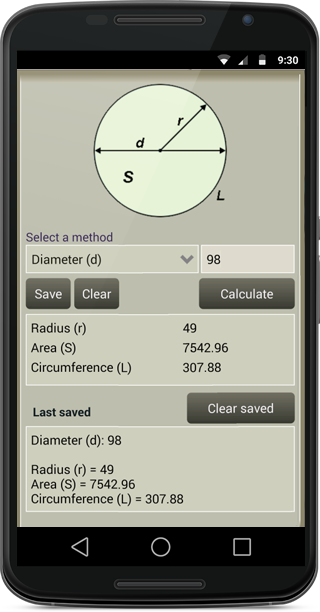 9:30
r
d
S
L
Select a method
Diameter (d) 98
Save Clear Calculate
Radius (r) 49
Area (S) 7542.96
Circumference (L) 307.88
Last saved Clear saved
Diameter (d): 98
Radius (r) = 49
Area (S) = 7542.96
Circumference (L) = 307.88